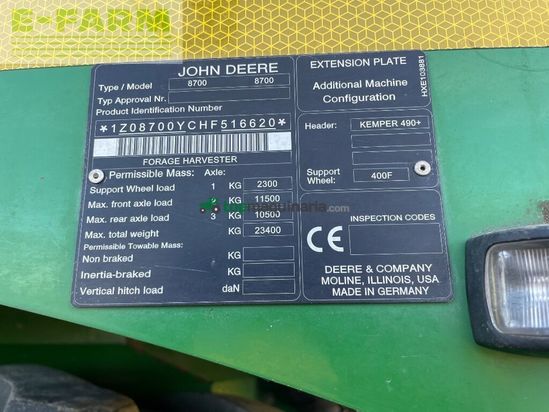 E-FARM
JOHN DEERE
Type / Model 8700 8700
Typ Approval Nr.
Product Identification Number
*1Z08700YCHF516620*
FORAGE HARVESTER
Permissible Mass: Axle:
Support Wheel load 1 KG 2300
Max. front axle load 2 KG 11500
Max. rear axle load 3 KG 10500
Max. total weight KG 23400
Permissible Towable Mass:
Non braked KG
Inertia-braked KG
Vertical hitch load daN
EXTENSION PLATE
Additional Machine
Configuration
HXE103881
Header: KEMPER 490+
Support
Wheel: 400F
INSPECTION CODES
CE
DEERE & COMPANY
MOLINE, ILLINOIS, USA
MADE IN GERMANY
topmaquinaria.com